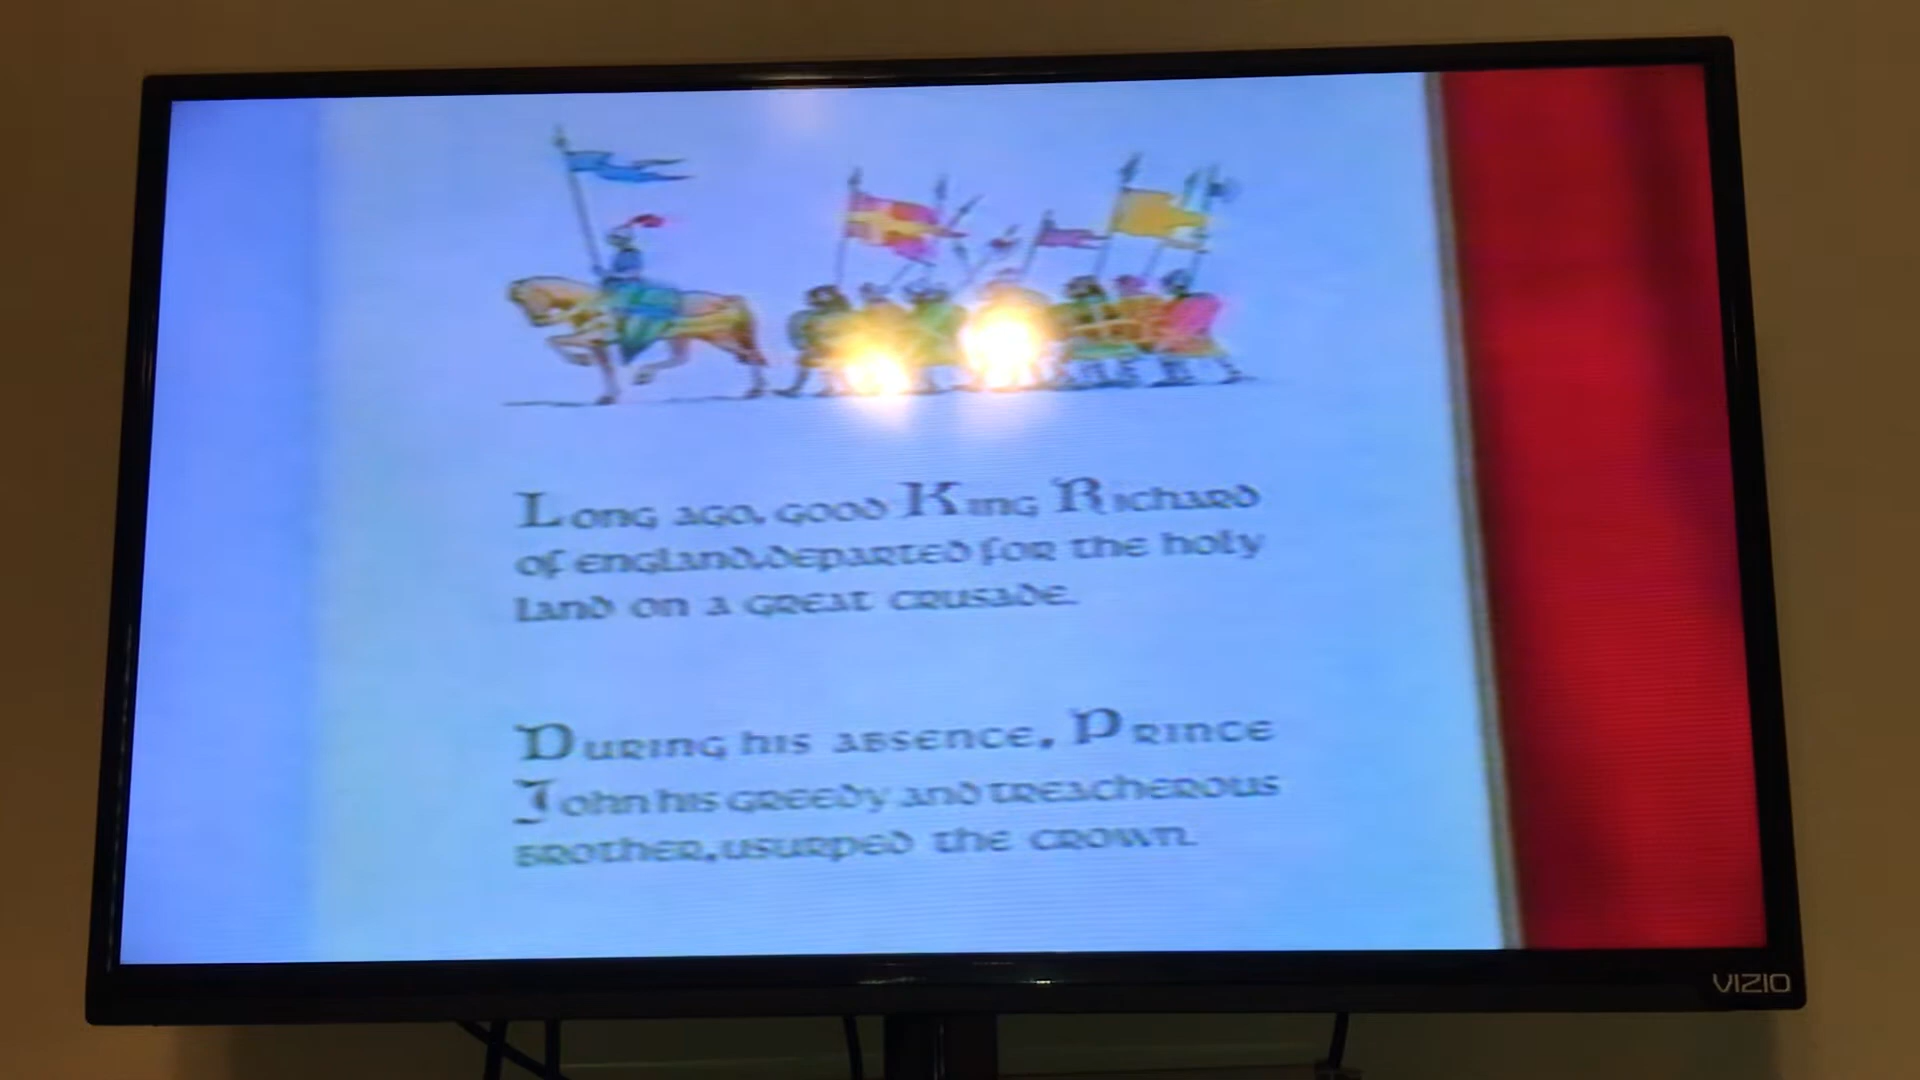 Long ago, good King Richard
of england, departed for the holy
land on a great crusade.
During his absence, Prince
John his greedy and treacherous
brother, usurped the crown.
VIZIO